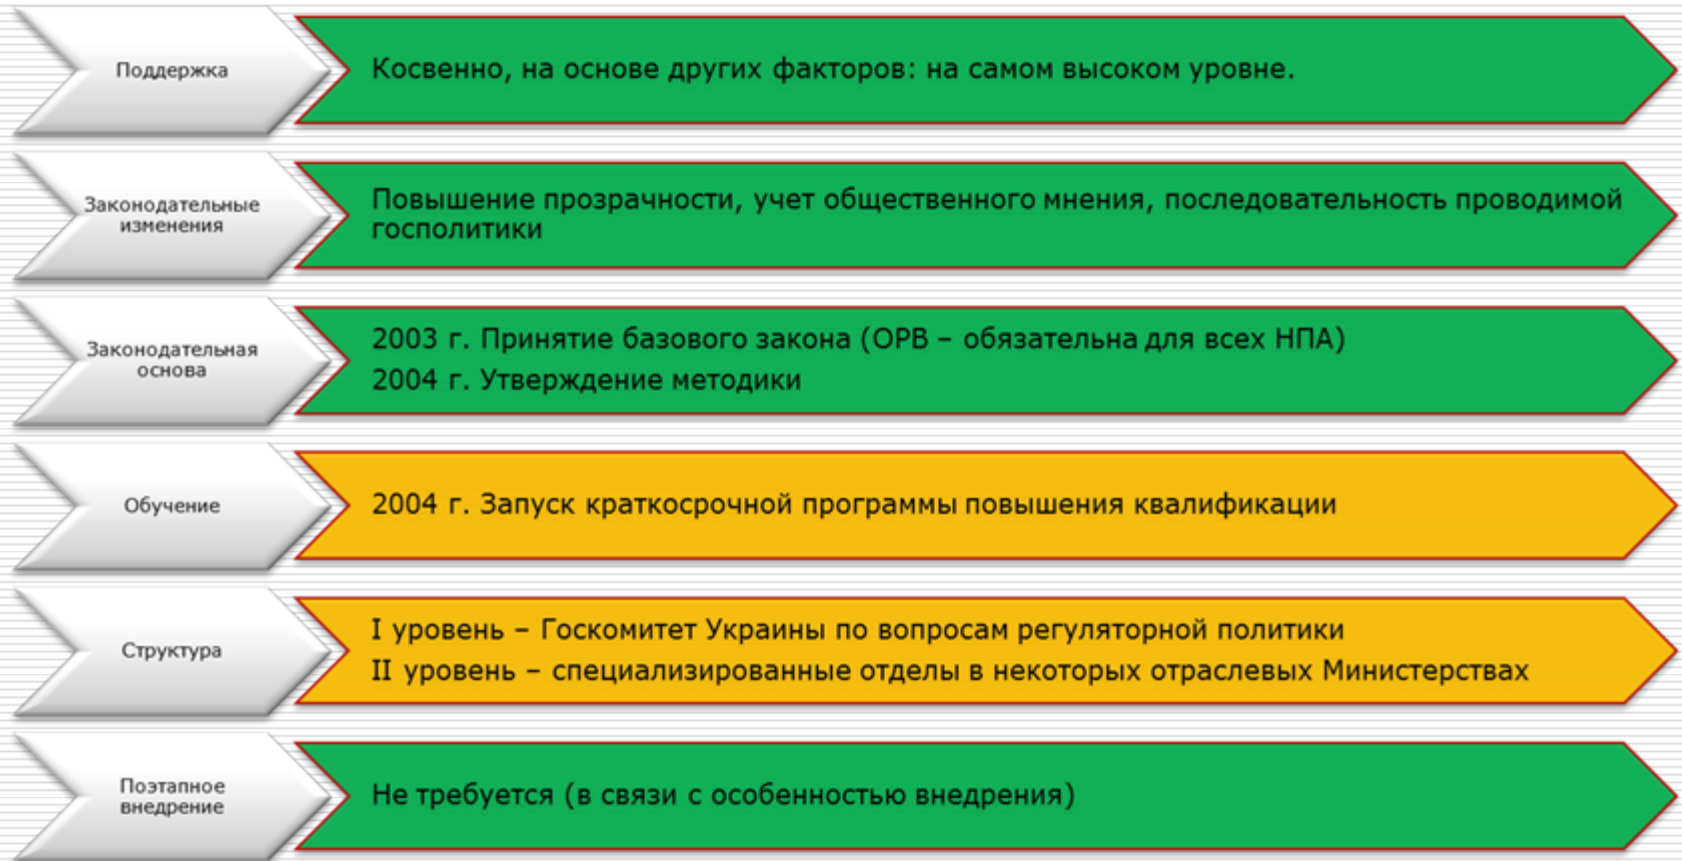 Поддержка
Косвенно, на основе других факторов: на самом высоком уровне.
Законодательные
изменения
Повышение прозрачности, учет общественного мнения, последовательность проводимой
госполитики
Законодательная
основа
2003 г. Принятие базового закона (ОРВ – обязательна для всех НПА)
2004 г. Утверждение методики
Обучение
2004 г. Запуск краткосрочной программы повышения квалификации
Структура
I уровень – Госкомитет Украины по вопросам регуляторной политики
II уровень – специализированные отделы в некоторых отраслевых Министерствах
Поэтапное
внедрение
Не требуется (в связи с особенностью внедрения)